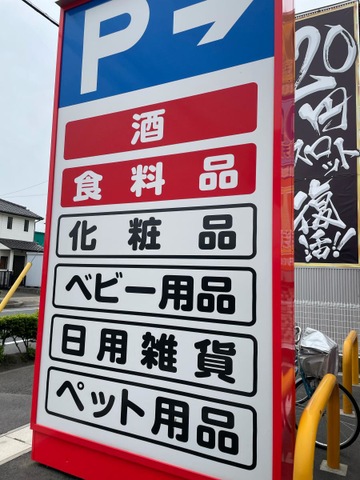 P
酒
食料品
化粧品
ベビー用品
日用雑貨
ペット用品
20円
スロット
復活!!